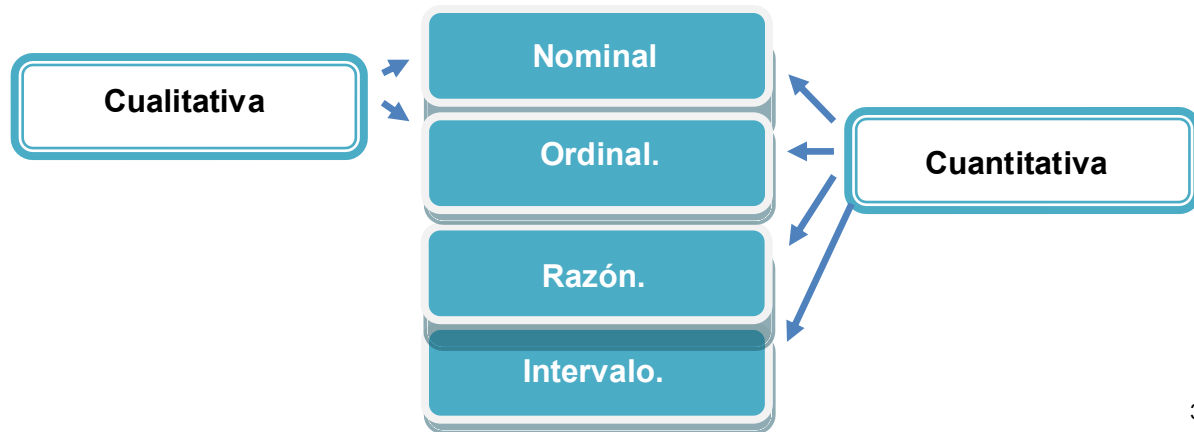 Nominal
Cualitativa
Ordinal.
Cuantitativa
Razón.
Intervalo.